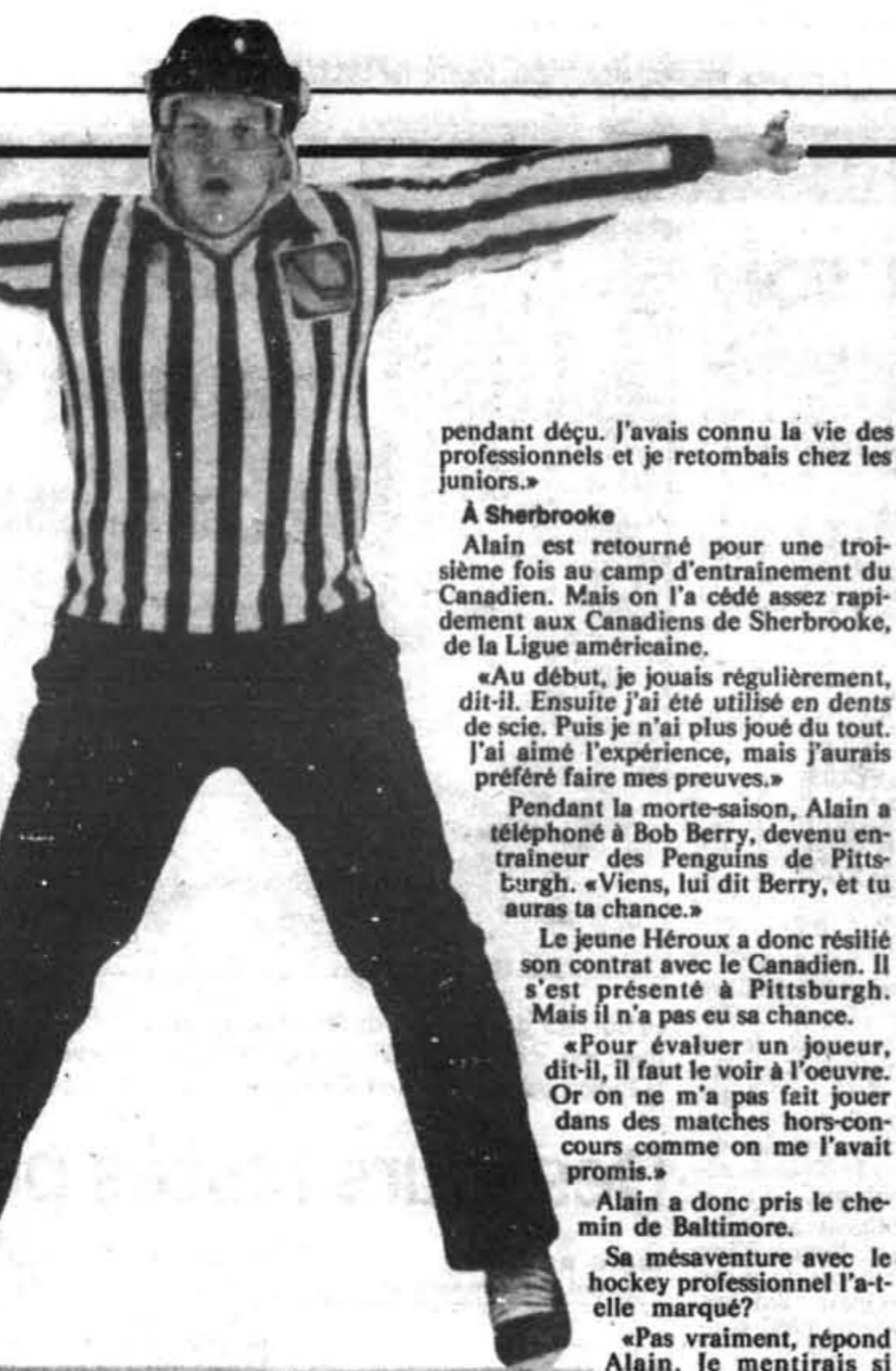 pendant déçu. J'avais connu la vie des
professionnels et je retombais chez les
juniors.»
À Sherbrooke
Alain est retourné pour une troi-
sième fois au camp d'entraînement du
Canadien. Mais on l'a cédé assez rapi-
dement aux Canadiens de Sherbrooke,
de la Ligue américaine.
«Au début, je jouais régulièrement,
dit-il. Ensuite j'ai été utilisé en dents
de scie. Puis je n'ai plus joué du tout.
J'ai aimé l'expérience, mais j'aurais
préféré faire mes preuves.»
Pendant la morte-saison, Alain a
téléphoné à Bob Berry, devenu en-
traîneur des Penguins de Pitts-
burgh. «Viens, lui dit Berry, èt tu
auras ta chance.»
Le jeune Héroux a donc résilié
son contrat avec le Canadien. Il
s'est présenté à Pittsburgh.
Mais il n'a pas eu sa chance.
«Pour évaluer un joueur,
dit-il, il faut le voir à l'oeuvre.
Or on ne m'a pas fait jouer
dans des matches hors-con-
cours comme on me l'avait
promis.»
Alain a donc pris le che-
min de Baltimore.
Sa mésaventure avec le
hockey professionnel l'a-t-
elle marqué?
«Pas vraiment, répond
Alain. Je mentirais si